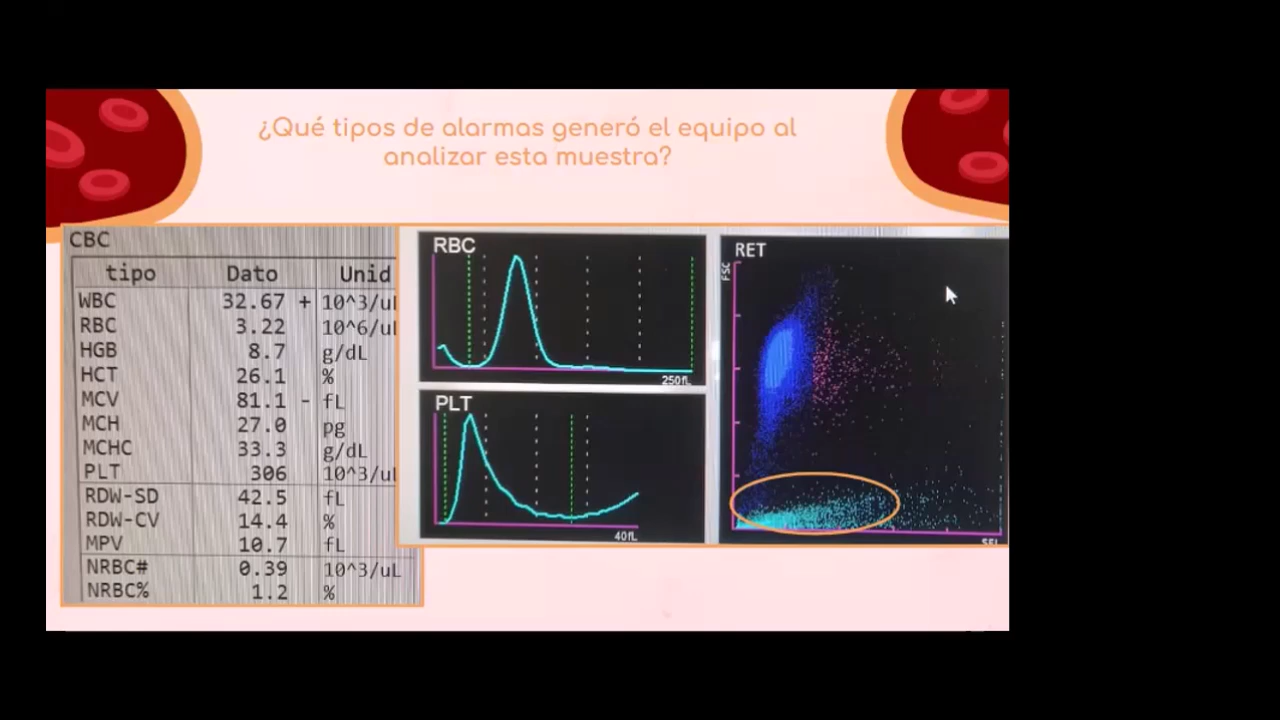 ¿Qué tipos de alarmas generó el equipo al
analizar esta muestra?
CBC
tipo Dato Unid
WBC 32.67 + 10^3/uL
RBC 3.22 10^6/uL
HGB 8.7 g/dL
HCT 26.1 %
MCV 81.1 - fL
MCH 27.0 pg
MCHC 33.3 g/dL
PLT 306 10^3/uL
RDW-SD 42.5 fL
RDW-CV 14.4 %
MPV 10.7 fL
NRBC# 0.39 10^3/uL
NRBC% 1.2 %
RBC
250fL
PLT
40fL
RET
FSC
SFL